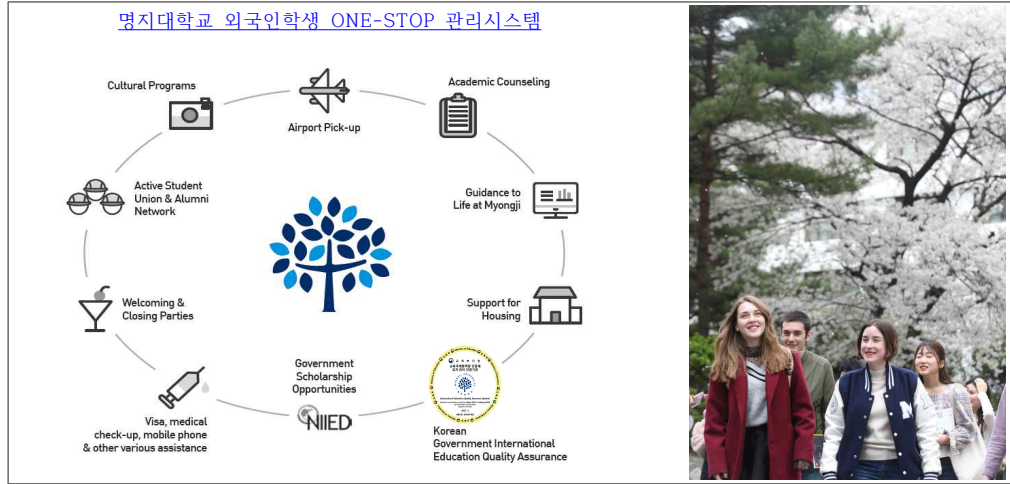 명지대학교 외국인학생 ONE-STOP 관리시스템
Cultural Programs
Airport Pick-up
Academic Counseling
Active Student
Union & Alumni
Network
Guidance to
Life at Myongji
Welcoming &
Closing Parties
Support for
Housing
Visa, medical
check-up, mobile phone
& other various assistance
Government
Scholarship
Opportunities
NIIED
Korean
Government International
Education Quality Assurance
N